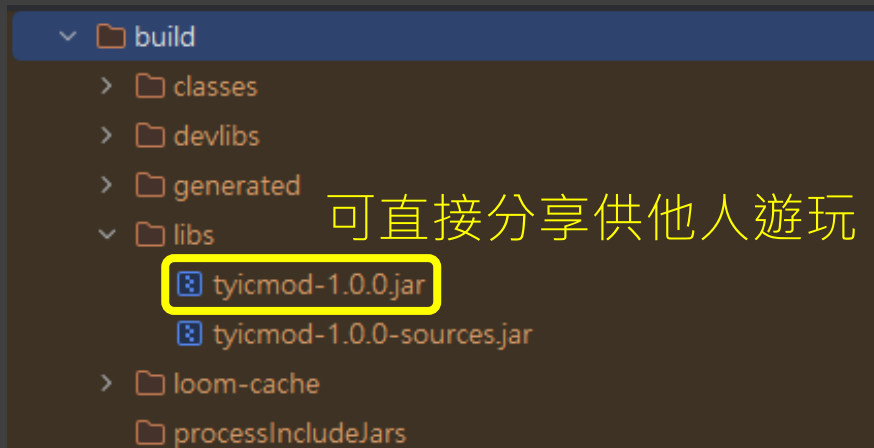 build
classes
devlibs
generated
可直接分享供他人遊玩
libs
tyicmod-1.0.0.jar
tyicmod-1.0.0-sources.jar
loom-cache
processIncludeJars